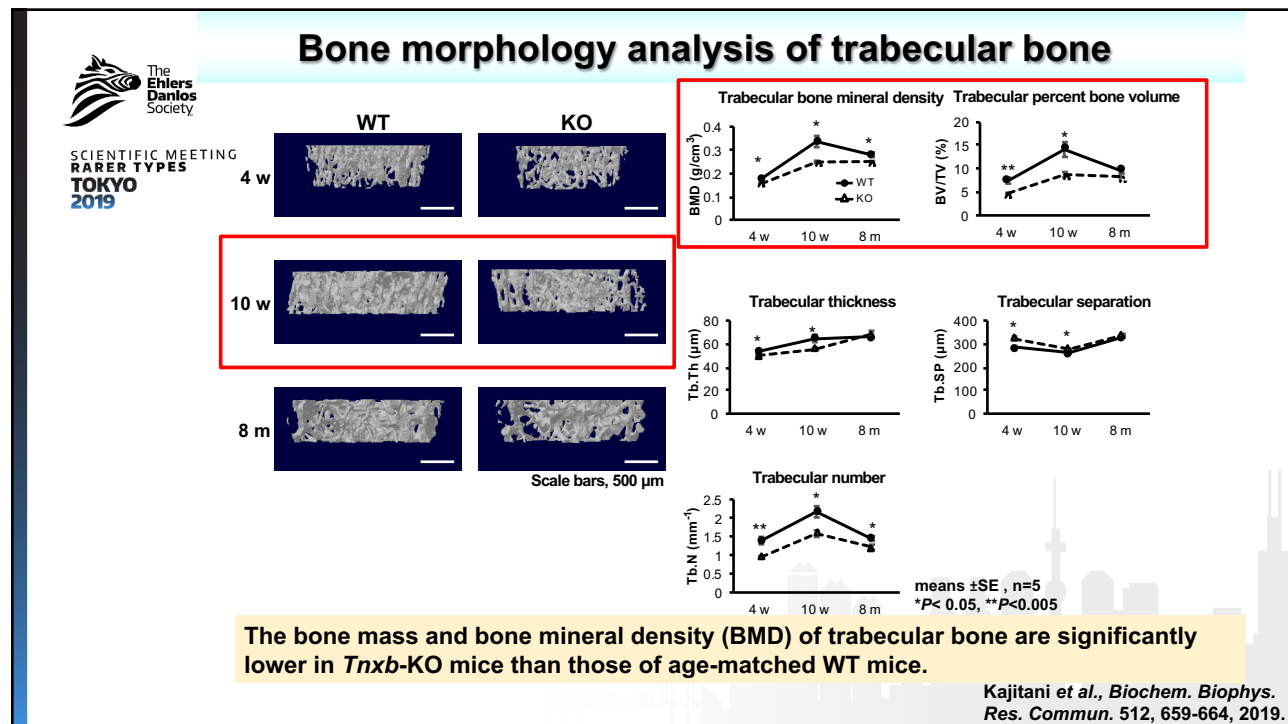 Bone morphology analysis of trabecular bone
The
Ehlers
Danlos
Society.
SCIENTIFIC MEETING
RARER TYPES
TOKYO
2019
WT
KO
4 w
10 w
8 m
Scale bars, 500 µm
Trabecular bone mineral density
BMD (g/cm³)
0.4
0.3
0.2
0.1
0
*
*
*
WT
KO
4 w
10 w
8 m
Trabecular percent bone volume
BV/TV (%)
20
15
10
5
0
**
*
4 w
10 w
8 m
Trabecular thickness
Tb.Th (µm)
80
60
40
20
0
*
*
4 w
10 w
8 m
Trabecular separation
Tb.SP (µm)
400
300
200
100
0
*
*
4 w
10 w
8 m
Trabecular number
Tb.N (mm⁻¹)
2.5
2
1.5
1
0.5
0
**
*
*
4 w
10 w
8 m
means ±SE , n=5
*P< 0.05, **P<0.005
The bone mass and bone mineral density (BMD) of trabecular bone are significantly
lower in Tnxb-KO mice than those of age-matched WT mice.
Kajitani et al., Biochem. Biophys.
Res. Commun. 512, 659-664, 2019.